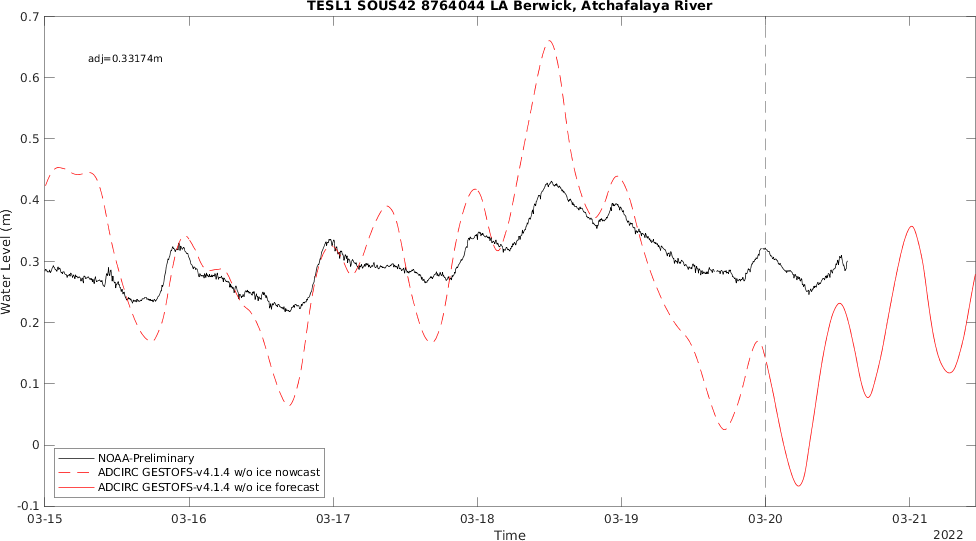 TESL1 SOUS42 8764044 LA Berwick, Atchafalaya River
adj=0.33174m
0.7
0.6
0.5
0.4
0.3
0.2
0.1
0
-0.1
Water Level (m)
NOAA-Preliminary
ADCIRC GESTOFS-v4.1.4 w/o ice nowcast
ADCIRC GESTOFS-v4.1.4 w/o ice forecast
03-15 03-16 03-17 03-18 03-19 03-20 03-21
Time
2022